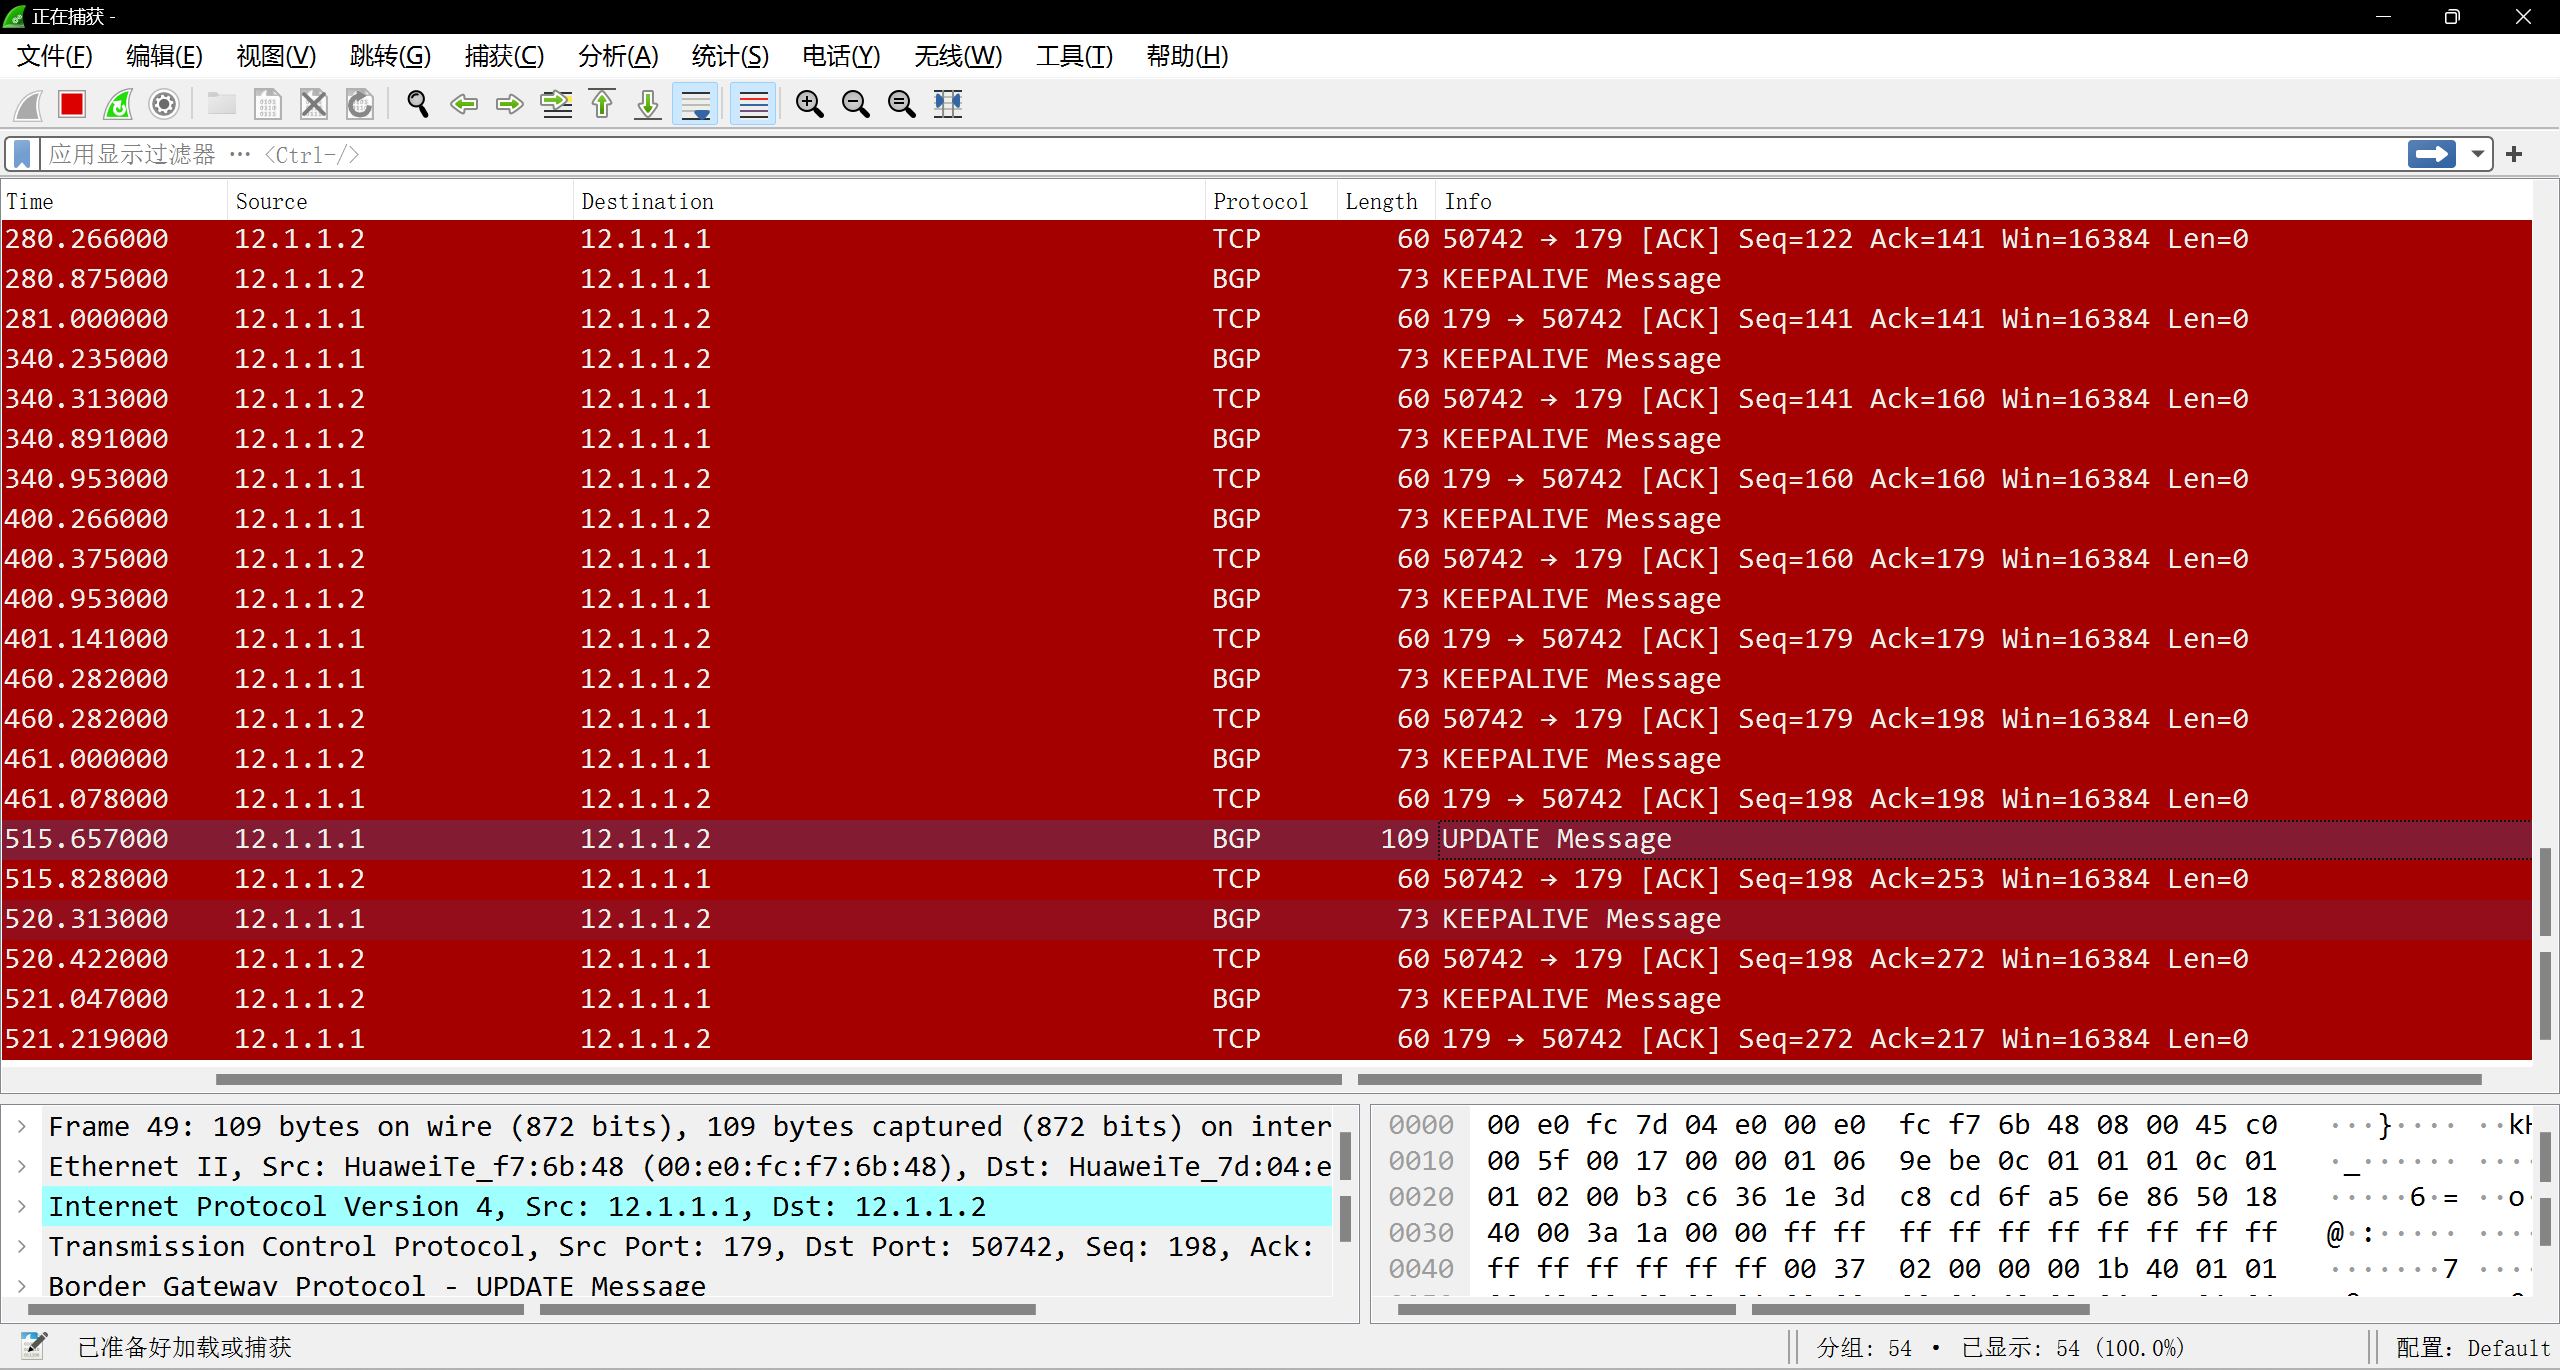 正在捕获 -
文件(F) 编辑(E) 视图(V) 跳转(G) 捕获(C) 分析(A) 统计(S) 电话(Y) 无线(W) 工具(T) 帮助(H)
应用显示过滤器 … <Ctrl-/>
Time Source Destination Protocol Length Info
280.266000 12.1.1.2 12.1.1.1 TCP 60 50742 → 179 [ACK] Seq=122 Ack=141 Win=16384 Len=0
280.875000 12.1.1.2 12.1.1.1 BGP 73 KEEPALIVE Message
281.000000 12.1.1.1 12.1.1.2 TCP 60 179 → 50742 [ACK] Seq=141 Ack=141 Win=16384 Len=0
340.235000 12.1.1.1 12.1.1.2 BGP 73 KEEPALIVE Message
340.313000 12.1.1.2 12.1.1.1 TCP 60 50742 → 179 [ACK] Seq=141 Ack=160 Win=16384 Len=0
340.891000 12.1.1.2 12.1.1.1 BGP 73 KEEPALIVE Message
340.953000 12.1.1.1 12.1.1.2 TCP 60 179 → 50742 [ACK] Seq=160 Ack=160 Win=16384 Len=0
400.266000 12.1.1.1 12.1.1.2 BGP 73 KEEPALIVE Message
400.375000 12.1.1.2 12.1.1.1 TCP 60 50742 → 179 [ACK] Seq=160 Ack=179 Win=16384 Len=0
400.953000 12.1.1.2 12.1.1.1 BGP 73 KEEPALIVE Message
401.141000 12.1.1.1 12.1.1.2 TCP 60 179 → 50742 [ACK] Seq=179 Ack=179 Win=16384 Len=0
460.282000 12.1.1.1 12.1.1.2 BGP 73 KEEPALIVE Message
460.282000 12.1.1.2 12.1.1.1 TCP 60 50742 → 179 [ACK] Seq=179 Ack=198 Win=16384 Len=0
461.000000 12.1.1.2 12.1.1.1 BGP 73 KEEPALIVE Message
461.078000 12.1.1.1 12.1.1.2 TCP 60 179 → 50742 [ACK] Seq=198 Ack=198 Win=16384 Len=0
515.657000 12.1.1.1 12.1.1.2 BGP 109 UPDATE Message
515.828000 12.1.1.2 12.1.1.1 TCP 60 50742 → 179 [ACK] Seq=198 Ack=253 Win=16384 Len=0
520.313000 12.1.1.1 12.1.1.2 BGP 73 KEEPALIVE Message
520.422000 12.1.1.2 12.1.1.1 TCP 60 50742 → 179 [ACK] Seq=198 Ack=272 Win=16384 Len=0
521.047000 12.1.1.2 12.1.1.1 BGP 73 KEEPALIVE Message
521.219000 12.1.1.1 12.1.1.2 TCP 60 179 → 50742 [ACK] Seq=272 Ack=217 Win=16384 Len=0
Frame 49: 109 bytes on wire (872 bits), 109 bytes captured (872 bits) on inter
Ethernet II, Src: HuaweiTe_f7:6b:48 (00:e0:fc:f7:6b:48), Dst: HuaweiTe_7d:04:e
Internet Protocol Version 4, Src: 12.1.1.1, Dst: 12.1.1.2
Transmission Control Protocol, Src Port: 179, Dst Port: 50742, Seq: 198, Ack:
Border Gateway Protocol - UPDATE Message
0000 00 e0 fc 7d 04 e0 00 e0 fc f7 6b 48 08 00 45 c0 ···}···· ··kH
0010 00 5f 00 17 00 00 01 06 9e be 0c 01 01 01 0c 01 ·_······ ····
0020 01 02 00 b3 c6 36 1e 3d c8 cd 6f a5 6e 86 50 18 ·····6·= ··o·
0030 40 00 3a 1a 00 00 ff ff ff ff ff ff ff ff ff ff @·:····· ····
0040 ff ff ff ff ff ff 00 37 02 00 00 00 1b 40 01 01 ·······7 ····
已准备好加载或捕获 分组: 54 · 已显示: 54 (100.0%) 配置: Default